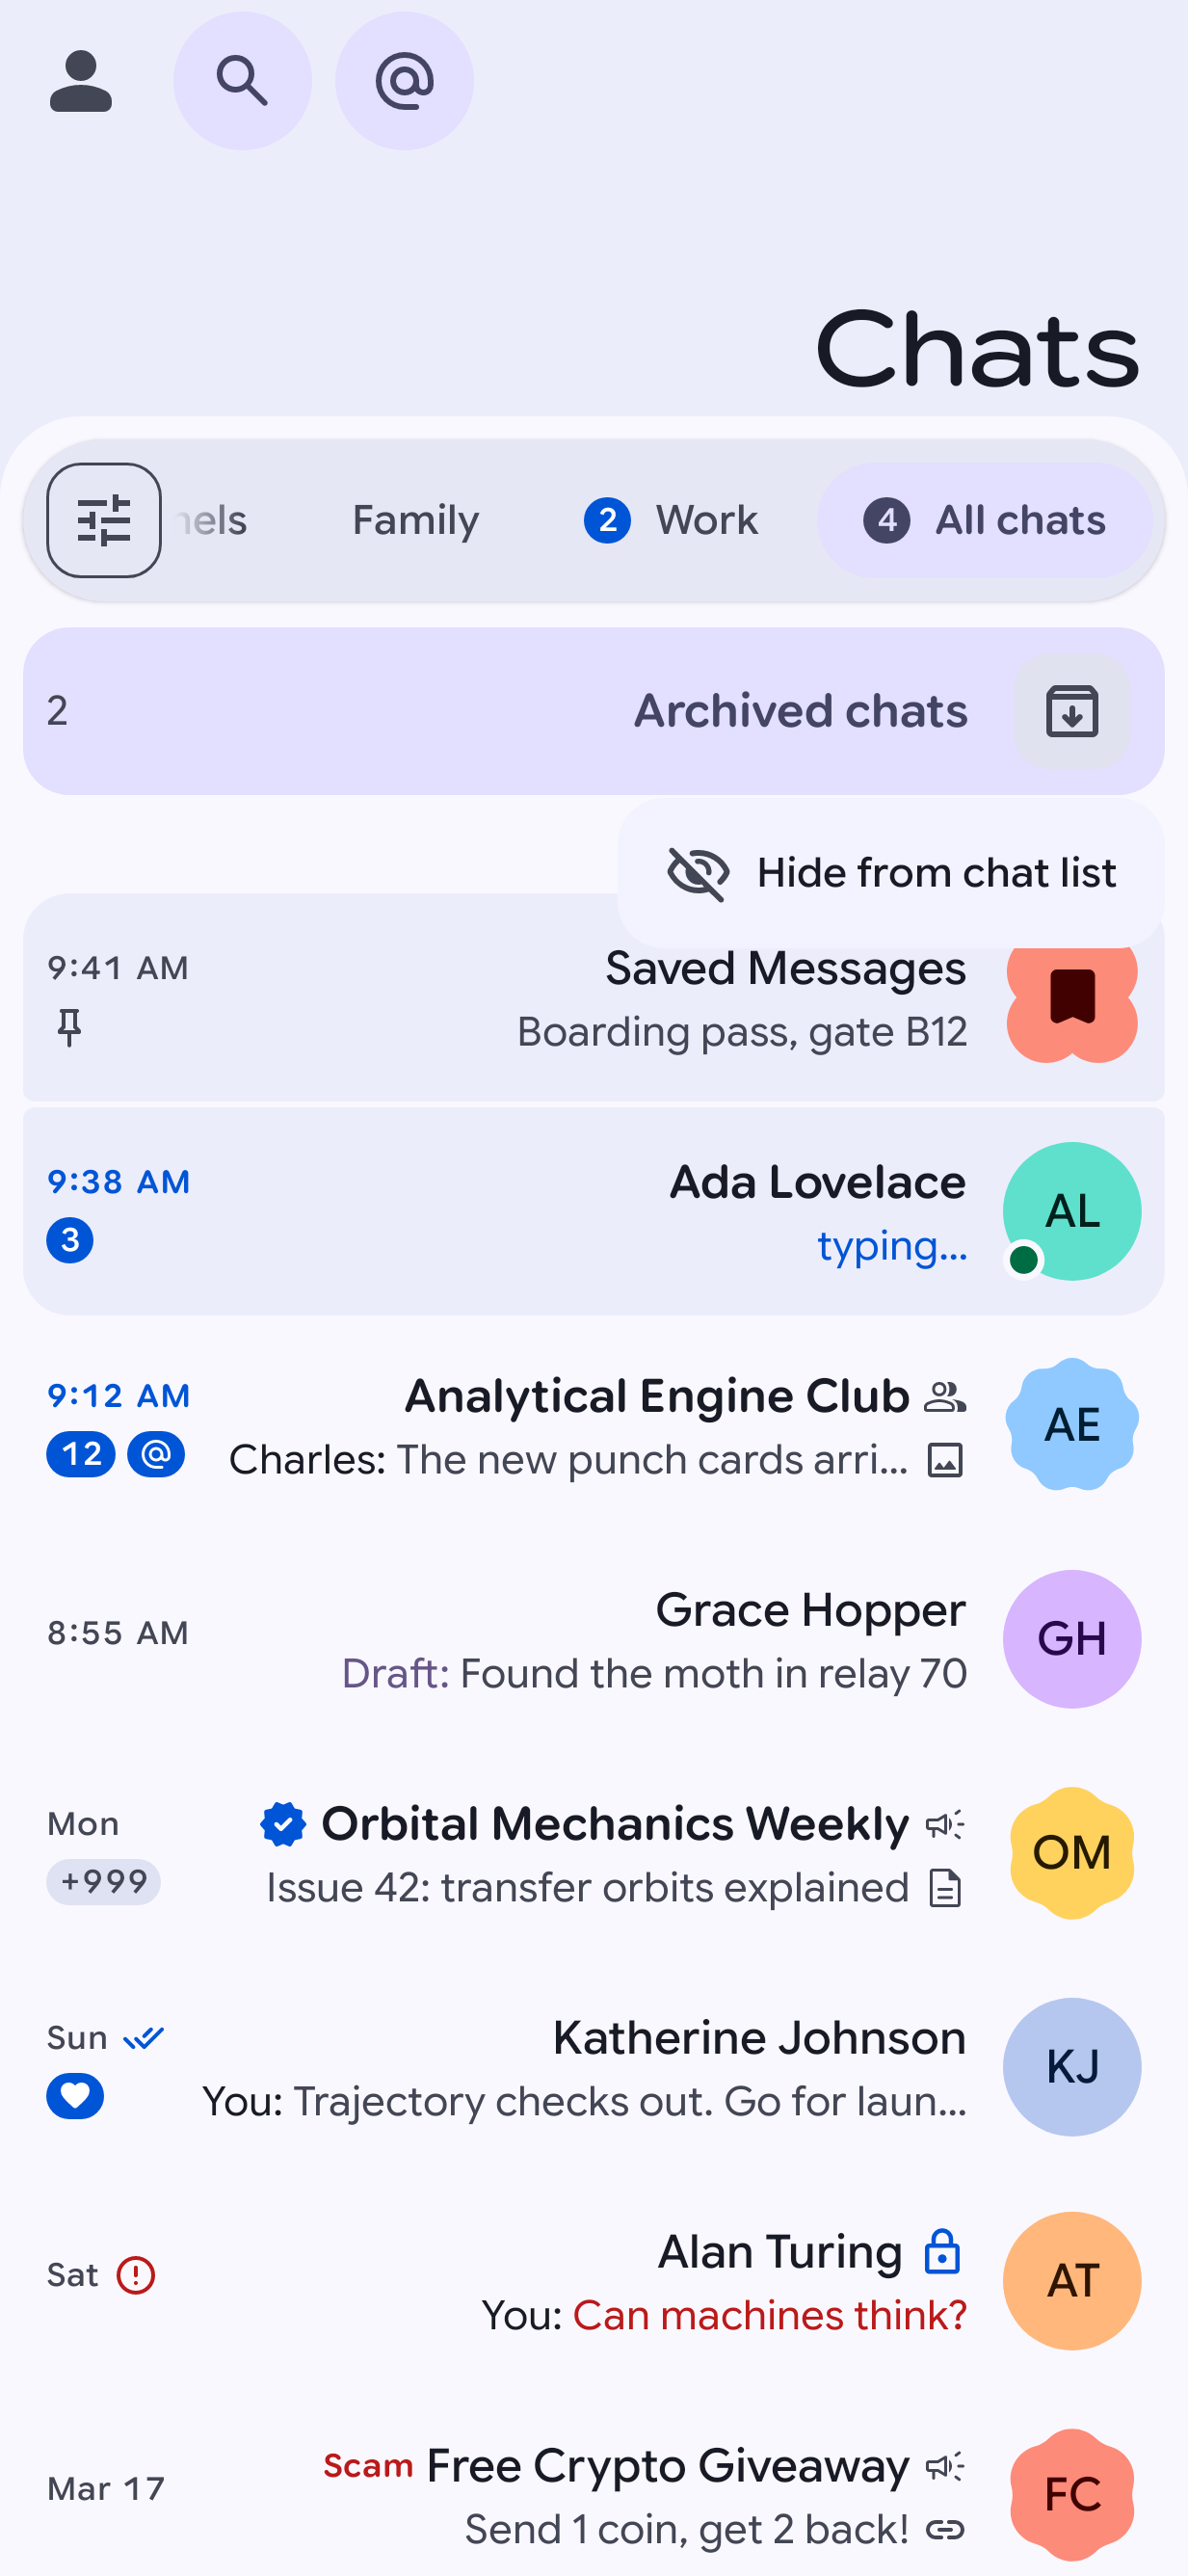 Chats
All chats
4
Work
2
Family
nels
Archived chats
2
Hide from chat list
Saved Messages
9:41 AM
Boarding pass, gate B12
AL
Ada Lovelace
9:38 AM
typing...
3
AE
Analytical Engine Club
9:12 AM
Charles: The new punch cards arri...
12 @
GH
Grace Hopper
8:55 AM
Draft: Found the moth in relay 70
OM
Orbital Mechanics Weekly
Mon
Issue 42: transfer orbits explained
+999
KJ
Katherine Johnson
Sun
You: Trajectory checks out. Go for laun...
AT
Alan Turing
Sat
You: Can machines think?
FC
Free Crypto Giveaway
Scam
Mar 17
Send 1 coin, get 2 back!